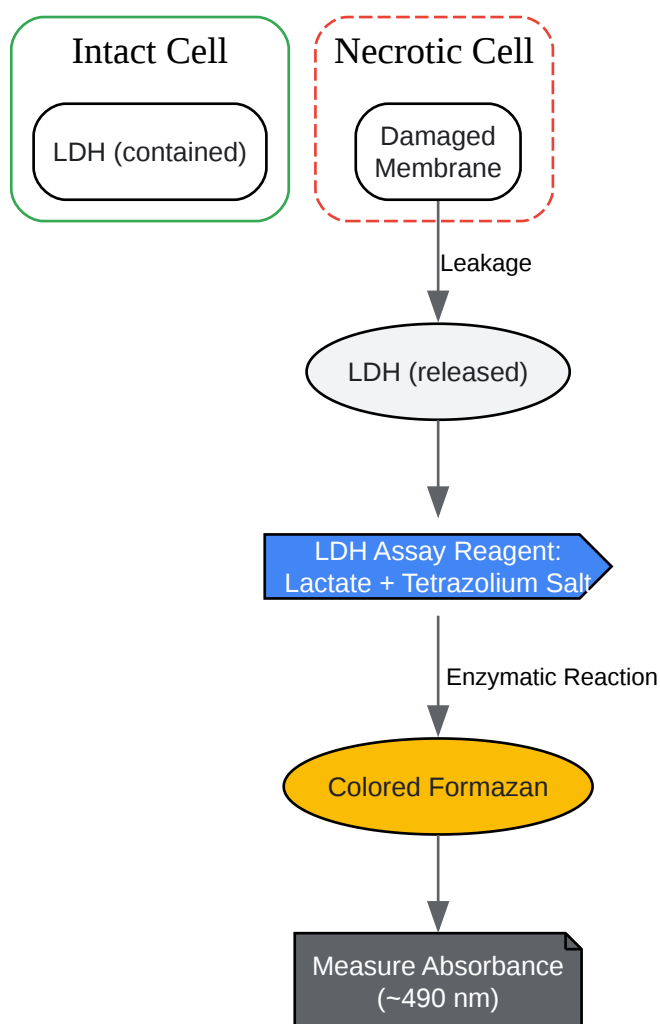 Intact Cell
Necrotic Cell
LDH (contained)
Damaged
Membrane
Leakage
LDH (released)
LDH Assay Reagent:
Lactate + Tetrazolium Salt
Enzymatic Reaction
Colored Formazan
Measure Absorbance
(~490 nm)